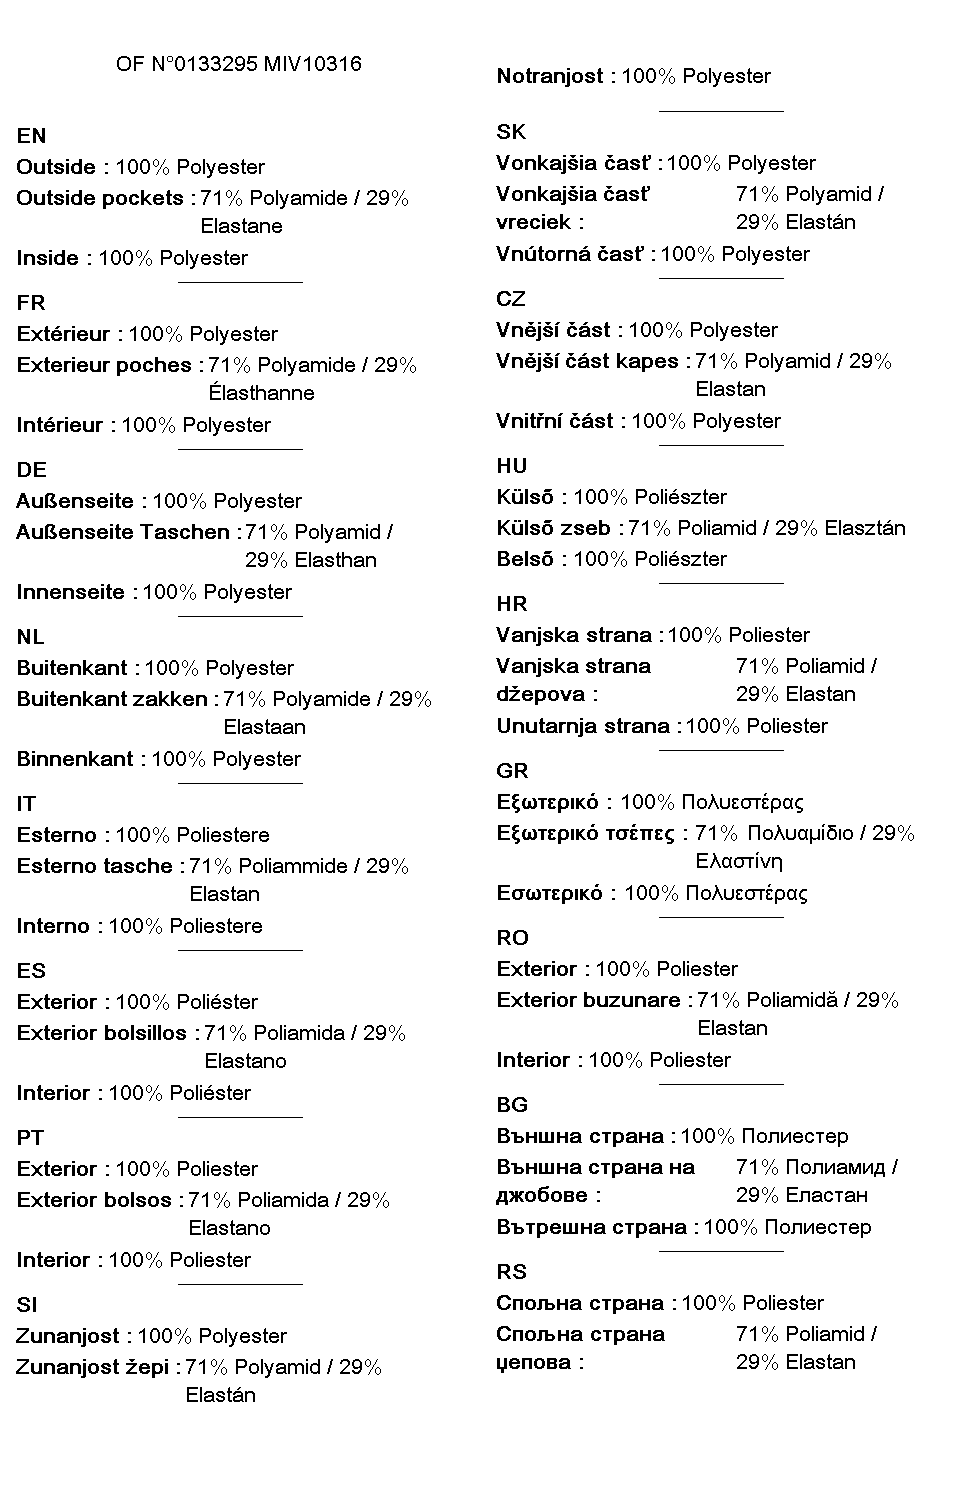 OF N°0133295 MIV10316
EN
Outside : 100% Polyester
Outside pockets : 71% Polyamide / 29%
Elastane
Inside : 100% Polyester
FR
Extérieur : 100% Polyester
Exterieur poches : 71% Polyamide / 29%
Élasthanne
Intérieur : 100% Polyester
DE
Außenseite : 100% Polyester
Außenseite Taschen : 71% Polyamid /
29% Elasthan
Innenseite : 100% Polyester
NL
Buitenkant : 100% Polyester
Buitenkant zakken : 71% Polyamide / 29%
Elastaan
Binnenkant : 100% Polyester
IT
Esterno : 100% Poliestere
Esterno tasche : 71% Poliammide / 29%
Elastan
Interno : 100% Poliestere
ES
Exterior : 100% Poliéster
Exterior bolsillos : 71% Poliamida / 29%
Elastano
Interior : 100% Poliéster
PT
Exterior : 100% Poliester
Exterior bolsos : 71% Poliamida / 29%
Elastano
Interior : 100% Poliester
SI
Zunanjost : 100% Polyester
Zunanjost žepi : 71% Polyamid / 29%
Elastán
Notranjost : 100% Polyester
SK
Vonkajšia časť : 100% Polyester
Vonkajšia časť 71% Polyamid /
vreciek : 29% Elastán
Vnútorná časť : 100% Polyester
CZ
Vnější část : 100% Polyester
Vnější část kapes : 71% Polyamid / 29%
Elastan
Vnitřní část : 100% Polyester
HU
Külső : 100% Poliészter
Külső zseb : 71% Poliamid / 29% Elasztán
Belső : 100% Poliészter
HR
Vanjska strana : 100% Poliester
Vanjska strana 71% Poliamid /
džepova : 29% Elastan
Unutarnja strana : 100% Poliester
GR
Εξωτερικό : 100% Πολυεστέρας
Εξωτερικό τσέπες : 71% Πολυαμίδιο / 29%
Ελαστίνη
Εσωτερικό : 100% Πολυεστέρας
RO
Exterior : 100% Poliester
Exterior buzunare : 71% Poliamidă / 29%
Elastan
Interior : 100% Poliester
BG
Външна страна : 100% Полиестер
Външна страна на 71% Полиамид /
джобове : 29% Еластан
Вътрешна страна : 100% Полиестер
RS
Спољна страна : 100% Poliester
Спољна страна 71% Poliamid /
џепова : 29% Elastan